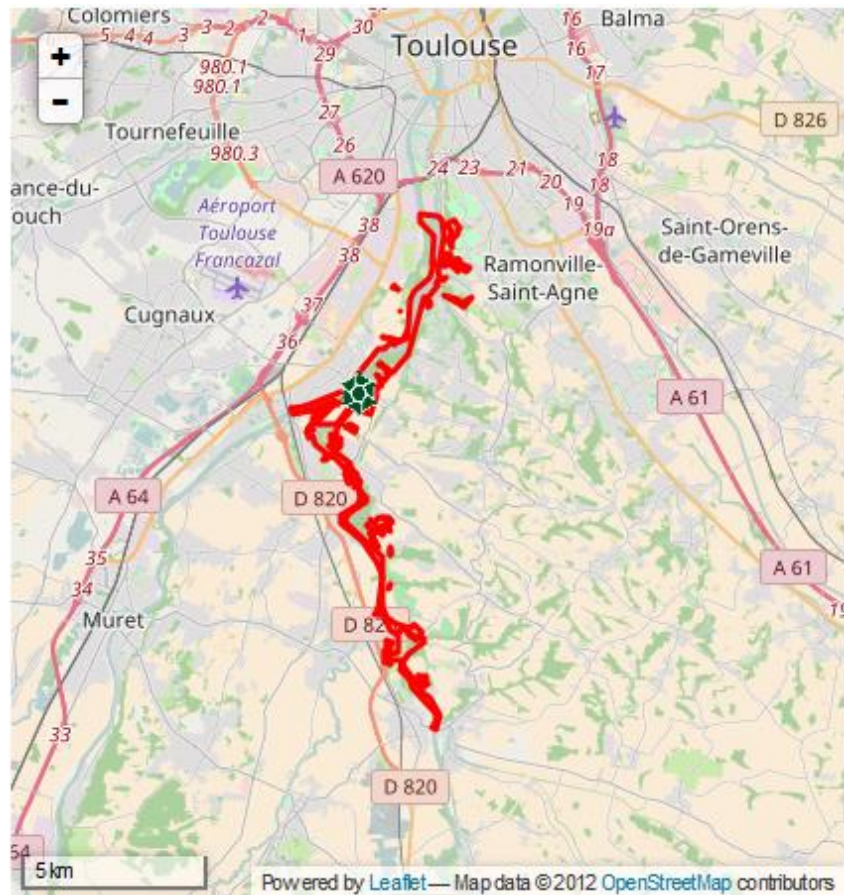 Colomiers
Toulouse
Balma
5
4
4
3
3
2
2
1
29
30
30
16
16
17
+
-
980.1
980.1
980.3
Tournefeuille
27
26
A 620
24
23
21
20
19
19a
18
18
D 826
ance-du-
ouch
Aéroport
Toulouse
Francazal
38
38
Saint-Orens-
de-Gameville
Ramonville-
Saint-Agne
Cugnaux
37
36
A 61
A 64
D 820
35
34
A 61
19
Muret
D 82
33
D 820
5 km
Powered by Leaflet — Map data © 2012 OpenStreetMap contributors